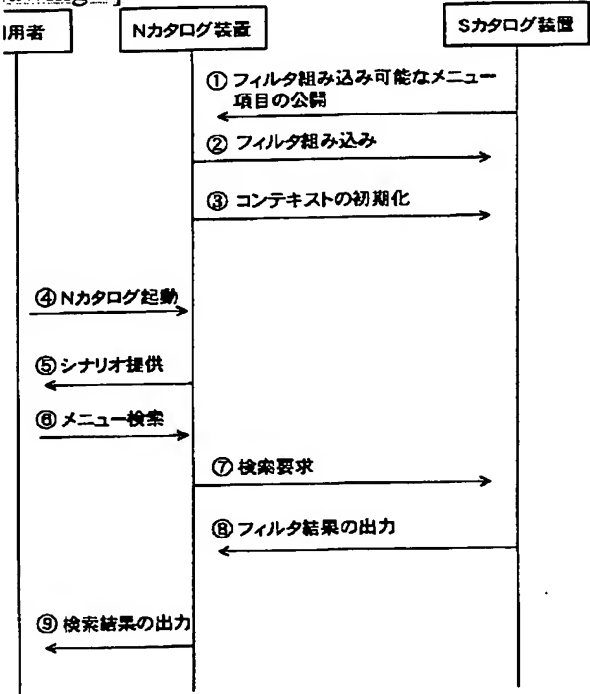 用者
Nカタログ装置
Sカタログ装置
① フィルタ組み込み可能なメニュー
項目の公開
② フィルタ組み込み
③ コンテキストの初期化
④ Nカタログ起動
⑤ シナリオ提供
⑥ メニュー検索
⑦ 検索要求
⑧ フィルタ結果の出力
⑨ 検索結果の出力